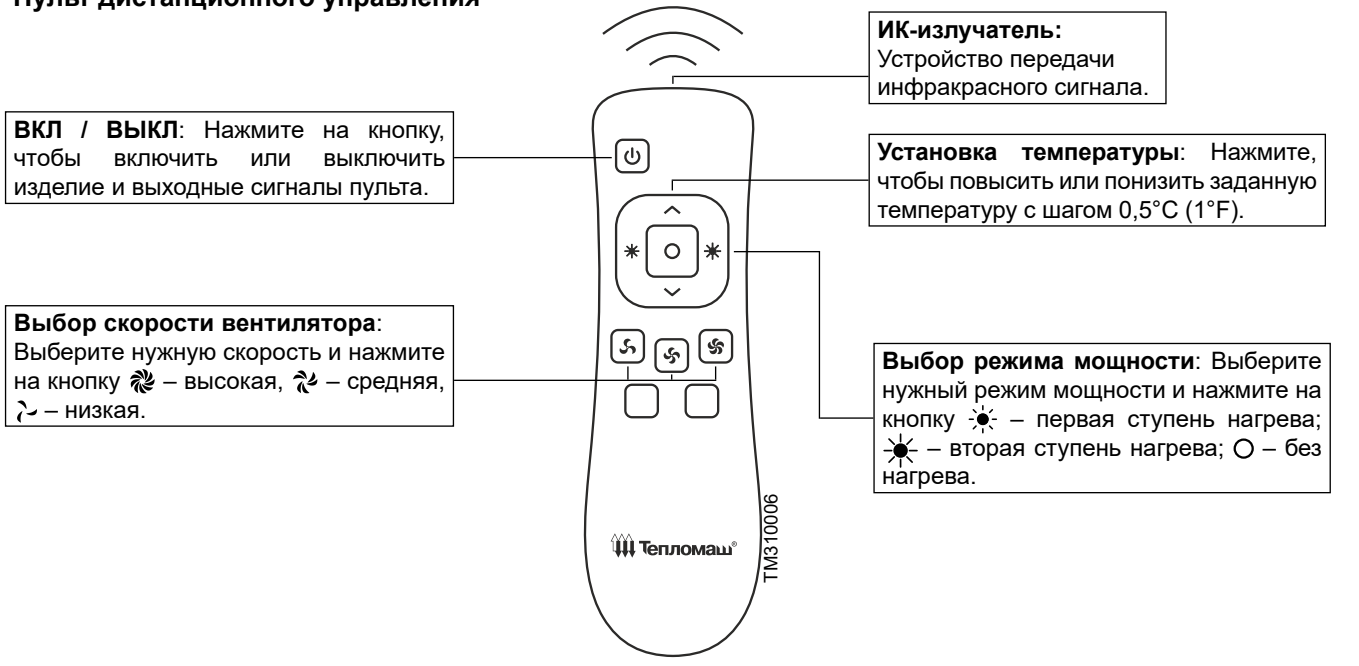 Пульт дистанционного управления
ИК-излучатель:
Устройство передачи
инфракрасного сигнала.
ВКЛ / ВЫКЛ: Нажмите на кнопку,
чтобы включить или выключить
изделие и выходные сигналы пульта.
Установка температуры: Нажмите,
чтобы повысить или понизить заданную
температуру с шагом 0,5°C (1°F).
Выбор скорости вентилятора:
Выберите нужную скорость и нажмите
на кнопку – высокая, – средняя,
– низкая.
Выбор режима мощности: Выберите
нужный режим мощности и нажмите на
кнопку – первая ступень нагрева;
– вторая ступень нагрева; – без
нагрева.
Тепломаш®
TM310006